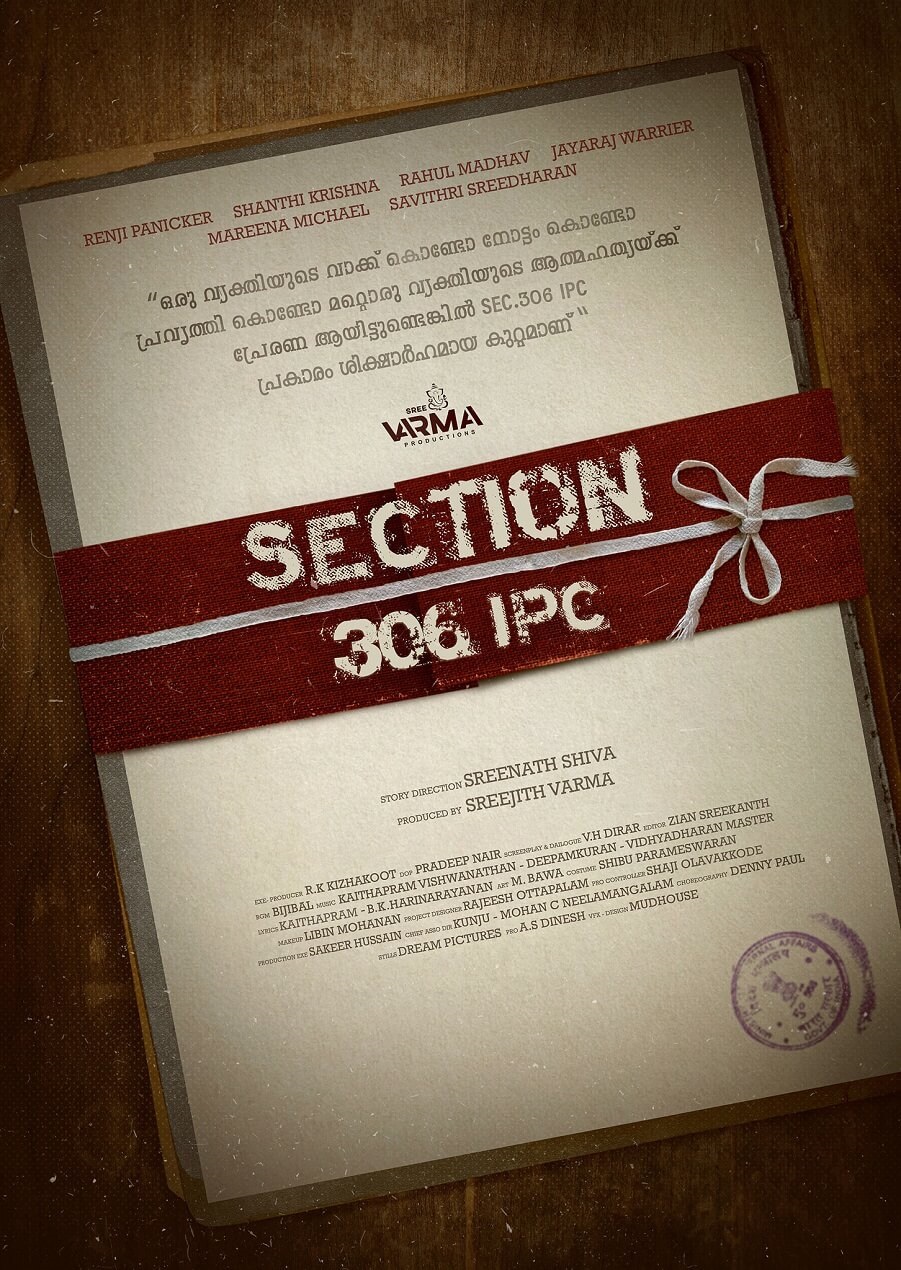 RENJI PANICKER SHANTHI KRISHNA RAHUL MADHAV JAYARAJ WARRIER
MAREENA MICHAEL SAVITHRI SREEDHARAN
“ഒരു വ്യക്തിയുടെ വാക്ക് കൊണ്ടോ നോട്ടം കൊണ്ടോ
പ്രവൃത്തി കൊണ്ടോ മറ്റൊരു വ്യക്തിയുടെ ആത്മഹത്യയ്ക്ക്
പ്രേരണ ആയിട്ടുണ്ടെങ്കിൽ SEC.306 IPC
പ്രകാരം ശിക്ഷാർഹമായ കുറ്റമാണ്"
SREE
VARMA
PRODUCTIONS
SECTION
306 IPC
STORY DIRECTION SREENATH SHIVA
PRODUCED BY SREEJITH VARMA
EXE- PRODUCER R.K KIZHAKOOT DOP PRADEEP NAIR SCREENPLAY & DAILOGUE V.H DIRAR EDITOR ZIAN SREEKANTH
BGM BIJIBAL MUSIC KAITHAPRAM VISHWANATHAN - DEEPAMKURAN - VIDHYADHARAN MASTER
LYRICS KAITHAPRAM - B.K.HARINARAYANAN ART M. BAWA COSTUME SHIBU PARAMESWARAN
MAKEUP LIBIN MOHANAN PROJECT DESIGNER RAJEESH OTTAPALAM PRO CONTROLLER SHAJI OLAVAKKODE
PRODUCTION EXE SAKEER HUSSAIN CHIEF ASSO DIR KUNJU - MOHAN C NEELAMANGALAM CHOREOGRAPHY DENNY PAUL
STILLS DREAM PICTURES PRO A.S DINESH VFX - DESIGN MUDHOUSE
AFFAIRS
GOVT OF INDIA